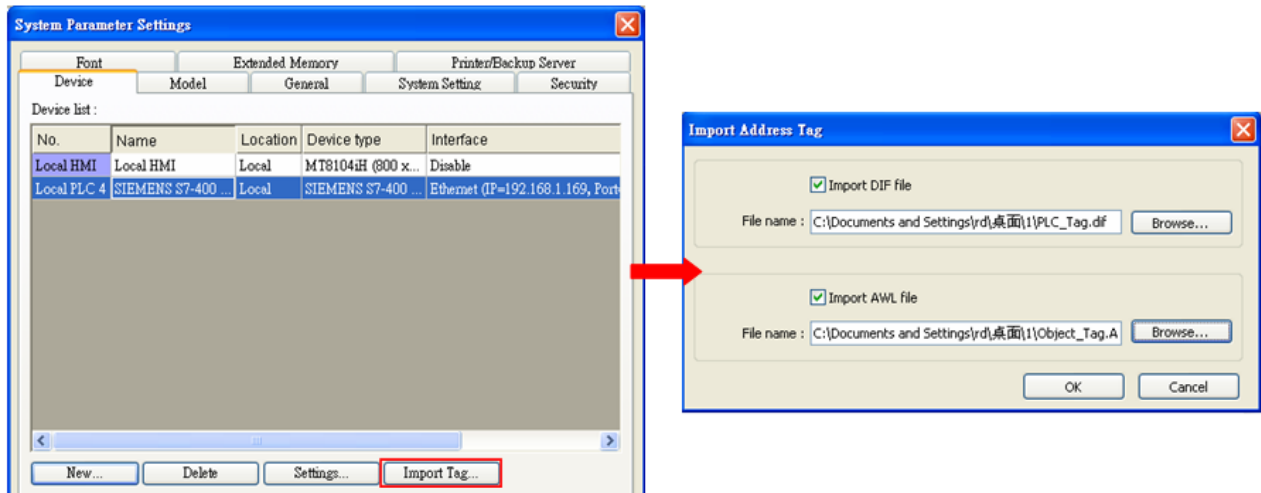 System Parameter Settings
Font Extended Memory Printer/Backup Server
Device Model General System Setting Security
Device list :
No. Name Location Device type Interface
Local HMI Local HMI Local MT8104iH (800 x... Disable
Local PLC 4 SIEMENS S7-400 ... Local SIEMENS S7-400 ... Ethernet (IP=192.168.1.169, Port
New... Delete Settings... Import Tag...
Import Address Tag
Import DIF file
File name : C:\Documents and Settings\rd\桌面\1\PLC_Tag.dif Browse...
Import AWL file
File name : C:\Documents and Settings\rd\桌面\1\Object_Tag.A Browse...
OK Cancel